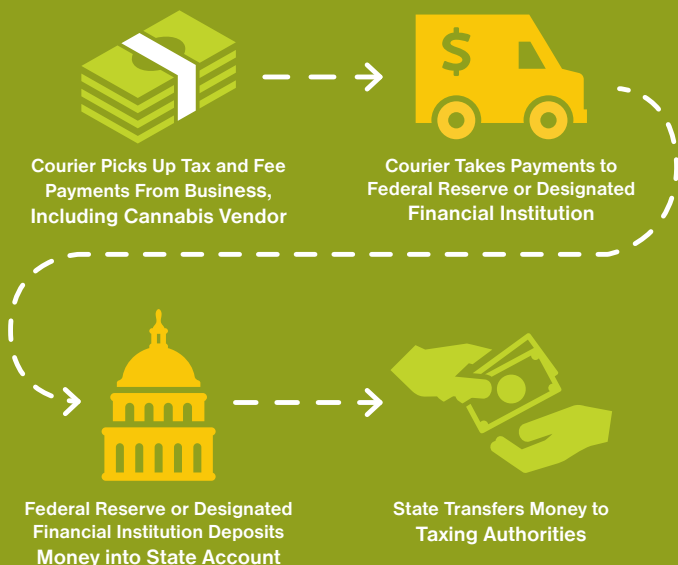 $
Courier Picks Up Tax and Fee
Payments From Business,
Including Cannabis Vendor
Courier Takes Payments to
Federal Reserve or Designated
Financial Institution
Federal Reserve or Designated
Financial Institution Deposits
Money into State Account
State Transfers Money to
Taxing Authorities